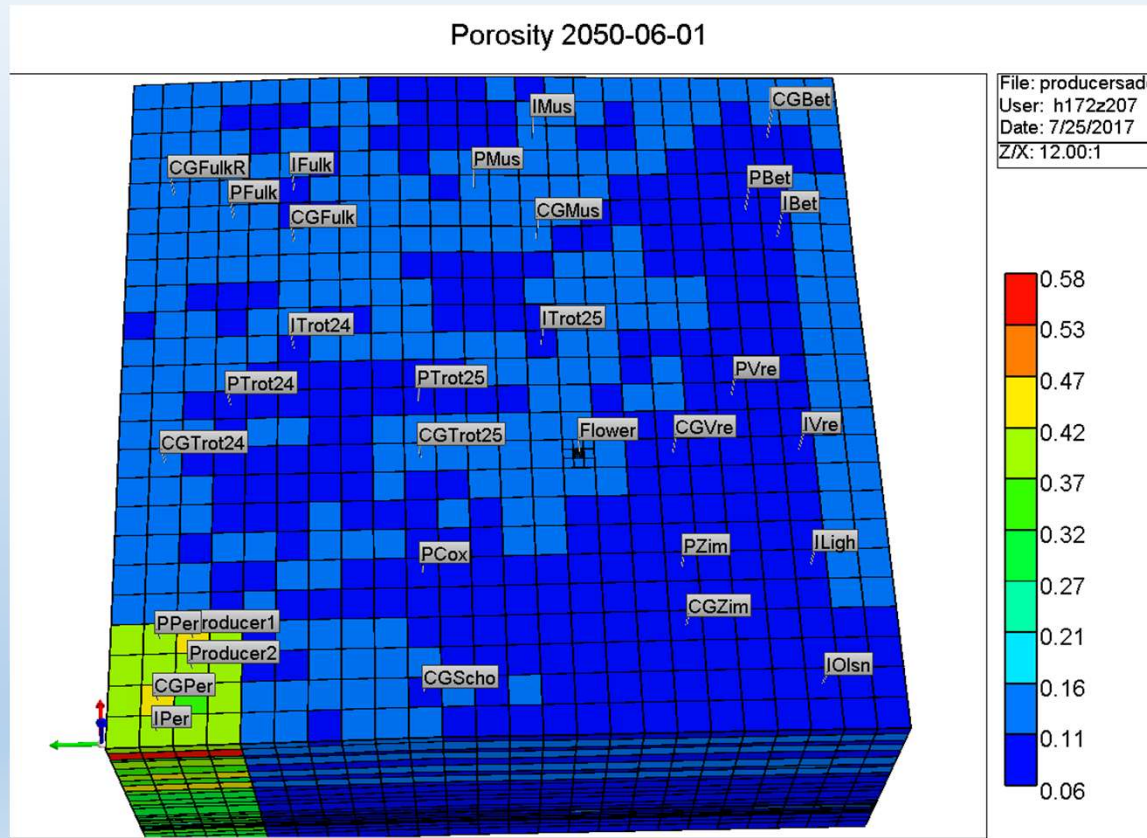 Porosity 2050-06-01
File: producersad
User: h172z207
Date: 7/25/2017
Z/X: 12.00:1
IMus
CGBet
CGFulkR
IFulk
PMus
PBet
PFulk
IBet
CGFulk
CGMus
ITrot24
ITrot25
PTrot24
PTrot25
PVre
CGTrot24
CGTrot25
Flower
CGVre
IVre
PCox
PZim
ILigh
CGZim
PPer
roducer1
Producer2
CGPer
CGScho
IOlsn
IPer
0.58
0.53
0.47
0.42
0.37
0.32
0.27
0.21
0.16
0.11
0.06